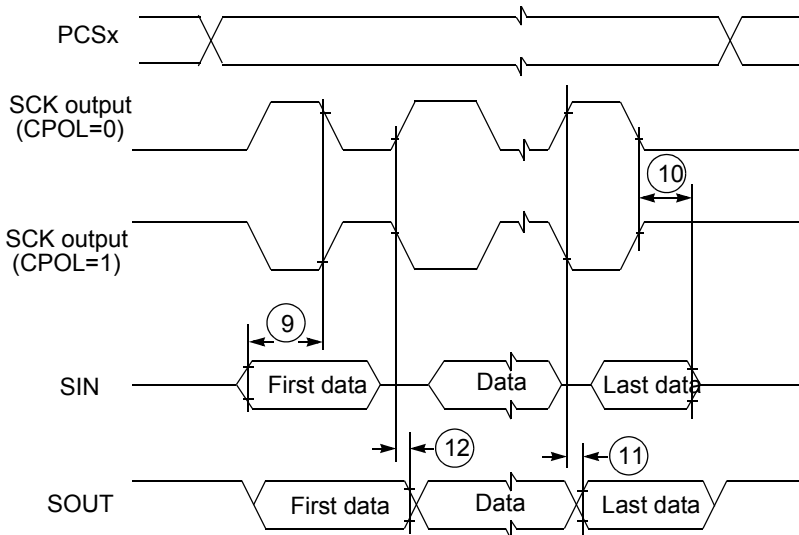 PCSx
SCK output
(CPOL=0)
10
SCK output
(CPOL=1)
9
SIN
First data
Data
Last data
12
11
SOUT
First data
Data
Last data